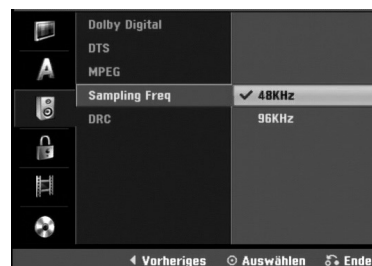 Dolby Digital
DTS
MPEG
Sampling Freq
48KHz
DRC
96KHz
Vorheriges Auswählen Ende